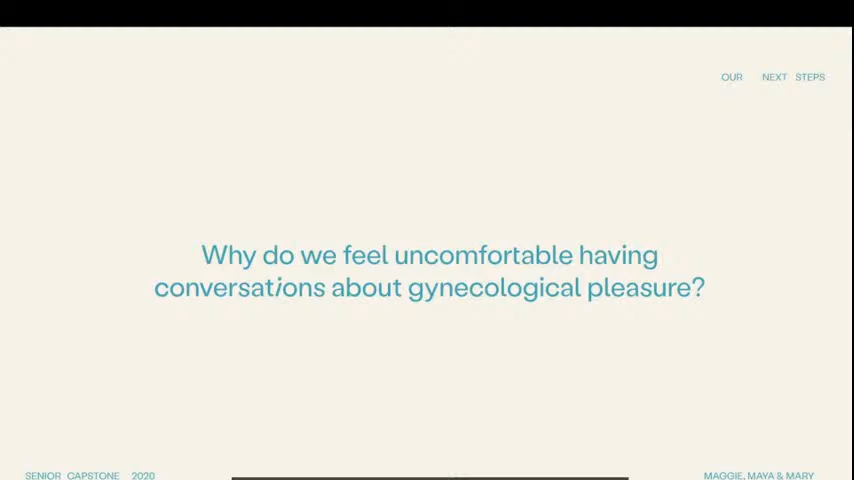 OUR NEXT STEPS
Why do we feel uncomfortable having
conversations about gynecological pleasure?
SENIOR CAPSTONE 2020
MAGGIE, MAYA & MARY